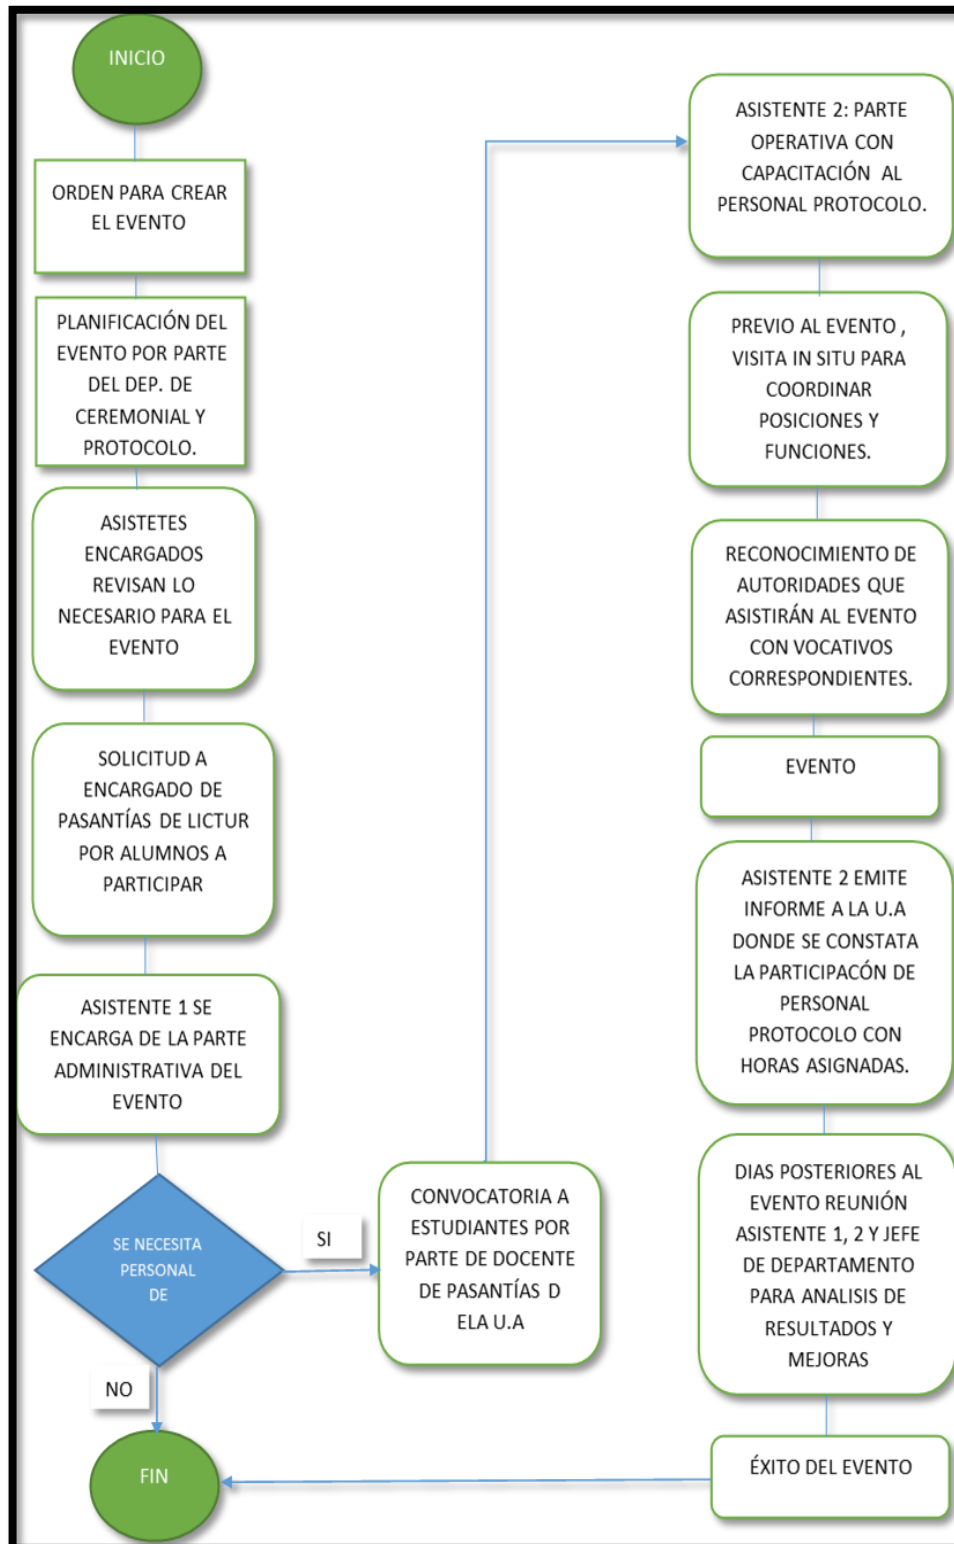 INICIO
ORDEN PARA CREAR
EL EVENTO
PLANIFICACIÓN DEL
EVENTO POR PARTE
DEL DEP. DE
CEREMONIAL Y
PROTOCOLO.
ASISTETES
ENCARGADOS
REVISAN LO
NECESARIO PARA EL
EVENTO
SOLICITUD A
ENCARGADO DE
PASANTÍAS DE LICTUR
POR ALUMNOS A
PARTICIPAR
ASISTENTE 1 SE
ENCARGA DE LA PARTE
ADMINISTRATIVA DEL
EVENTO
SE NECESITA
PERSONAL
DE
SI
NO
FIN
CONVOCATORIA A
ESTUDIANTES POR
PARTE DE DOCENTE
DE PASANTÍAS D
ELA U.A
ASISTENTE 2: PARTE
OPERATIVA CON
CAPACITACIÓN AL
PERSONAL PROTOCOLO.
PREVIO AL EVENTO ,
VISITA IN SITU PARA
COORDINAR
POSICIONES Y
FUNCIONES.
RECONOCIMIENTO DE
AUTORIDADES QUE
ASISTIRÁN AL EVENTO
CON VOCATIVOS
CORRESPONDIENTES.
EVENTO
ASISTENTE 2 EMITE
INFORME A LA U.A
DONDE SE CONSTATA
LA PARTICIPACÓN DE
PERSONAL
PROTOCOLO CON
HORAS ASIGNADAS.
DIAS POSTERIORES AL
EVENTO REUNIÓN
ASISTENTE 1, 2 Y JEFE
DE DEPARTAMENTO
PARA ANALISIS DE
RESULTADOS Y
MEJORAS
ÉXITO DEL EVENTO